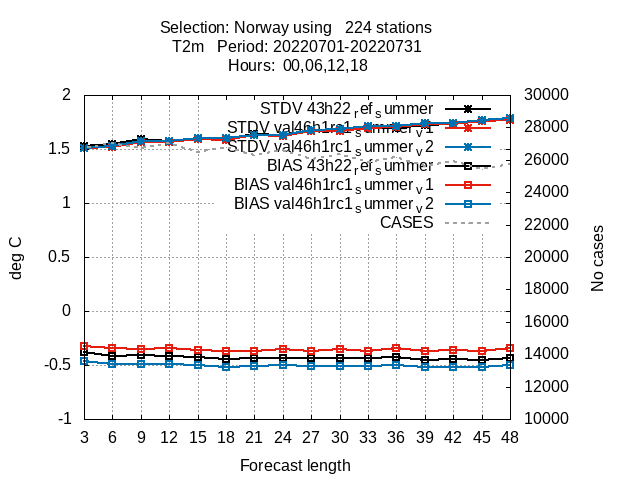 Selection: Norway using   224 stations
T2m   Period: 20220701-20220731
Hours:  00,06,12,18
2 30000
STDV 43h22_ref_summer
STDV val46h1rc1_summer_v1 28000
1.5 STDV val46h1rc1_summer_v2
BIAS 43h22_ref_summer 26000
BIAS val46h1rc1_summer_v1 24000
1 BIAS val46h1rc1_summer_v2
CASES 22000
0.5 20000
18000
0 16000
-0.5 14000
12000
-1 10000
deg C
No cases
3 6 9 12 15 18 21 24 27 30 33 36 39 42 45 48
Forecast length